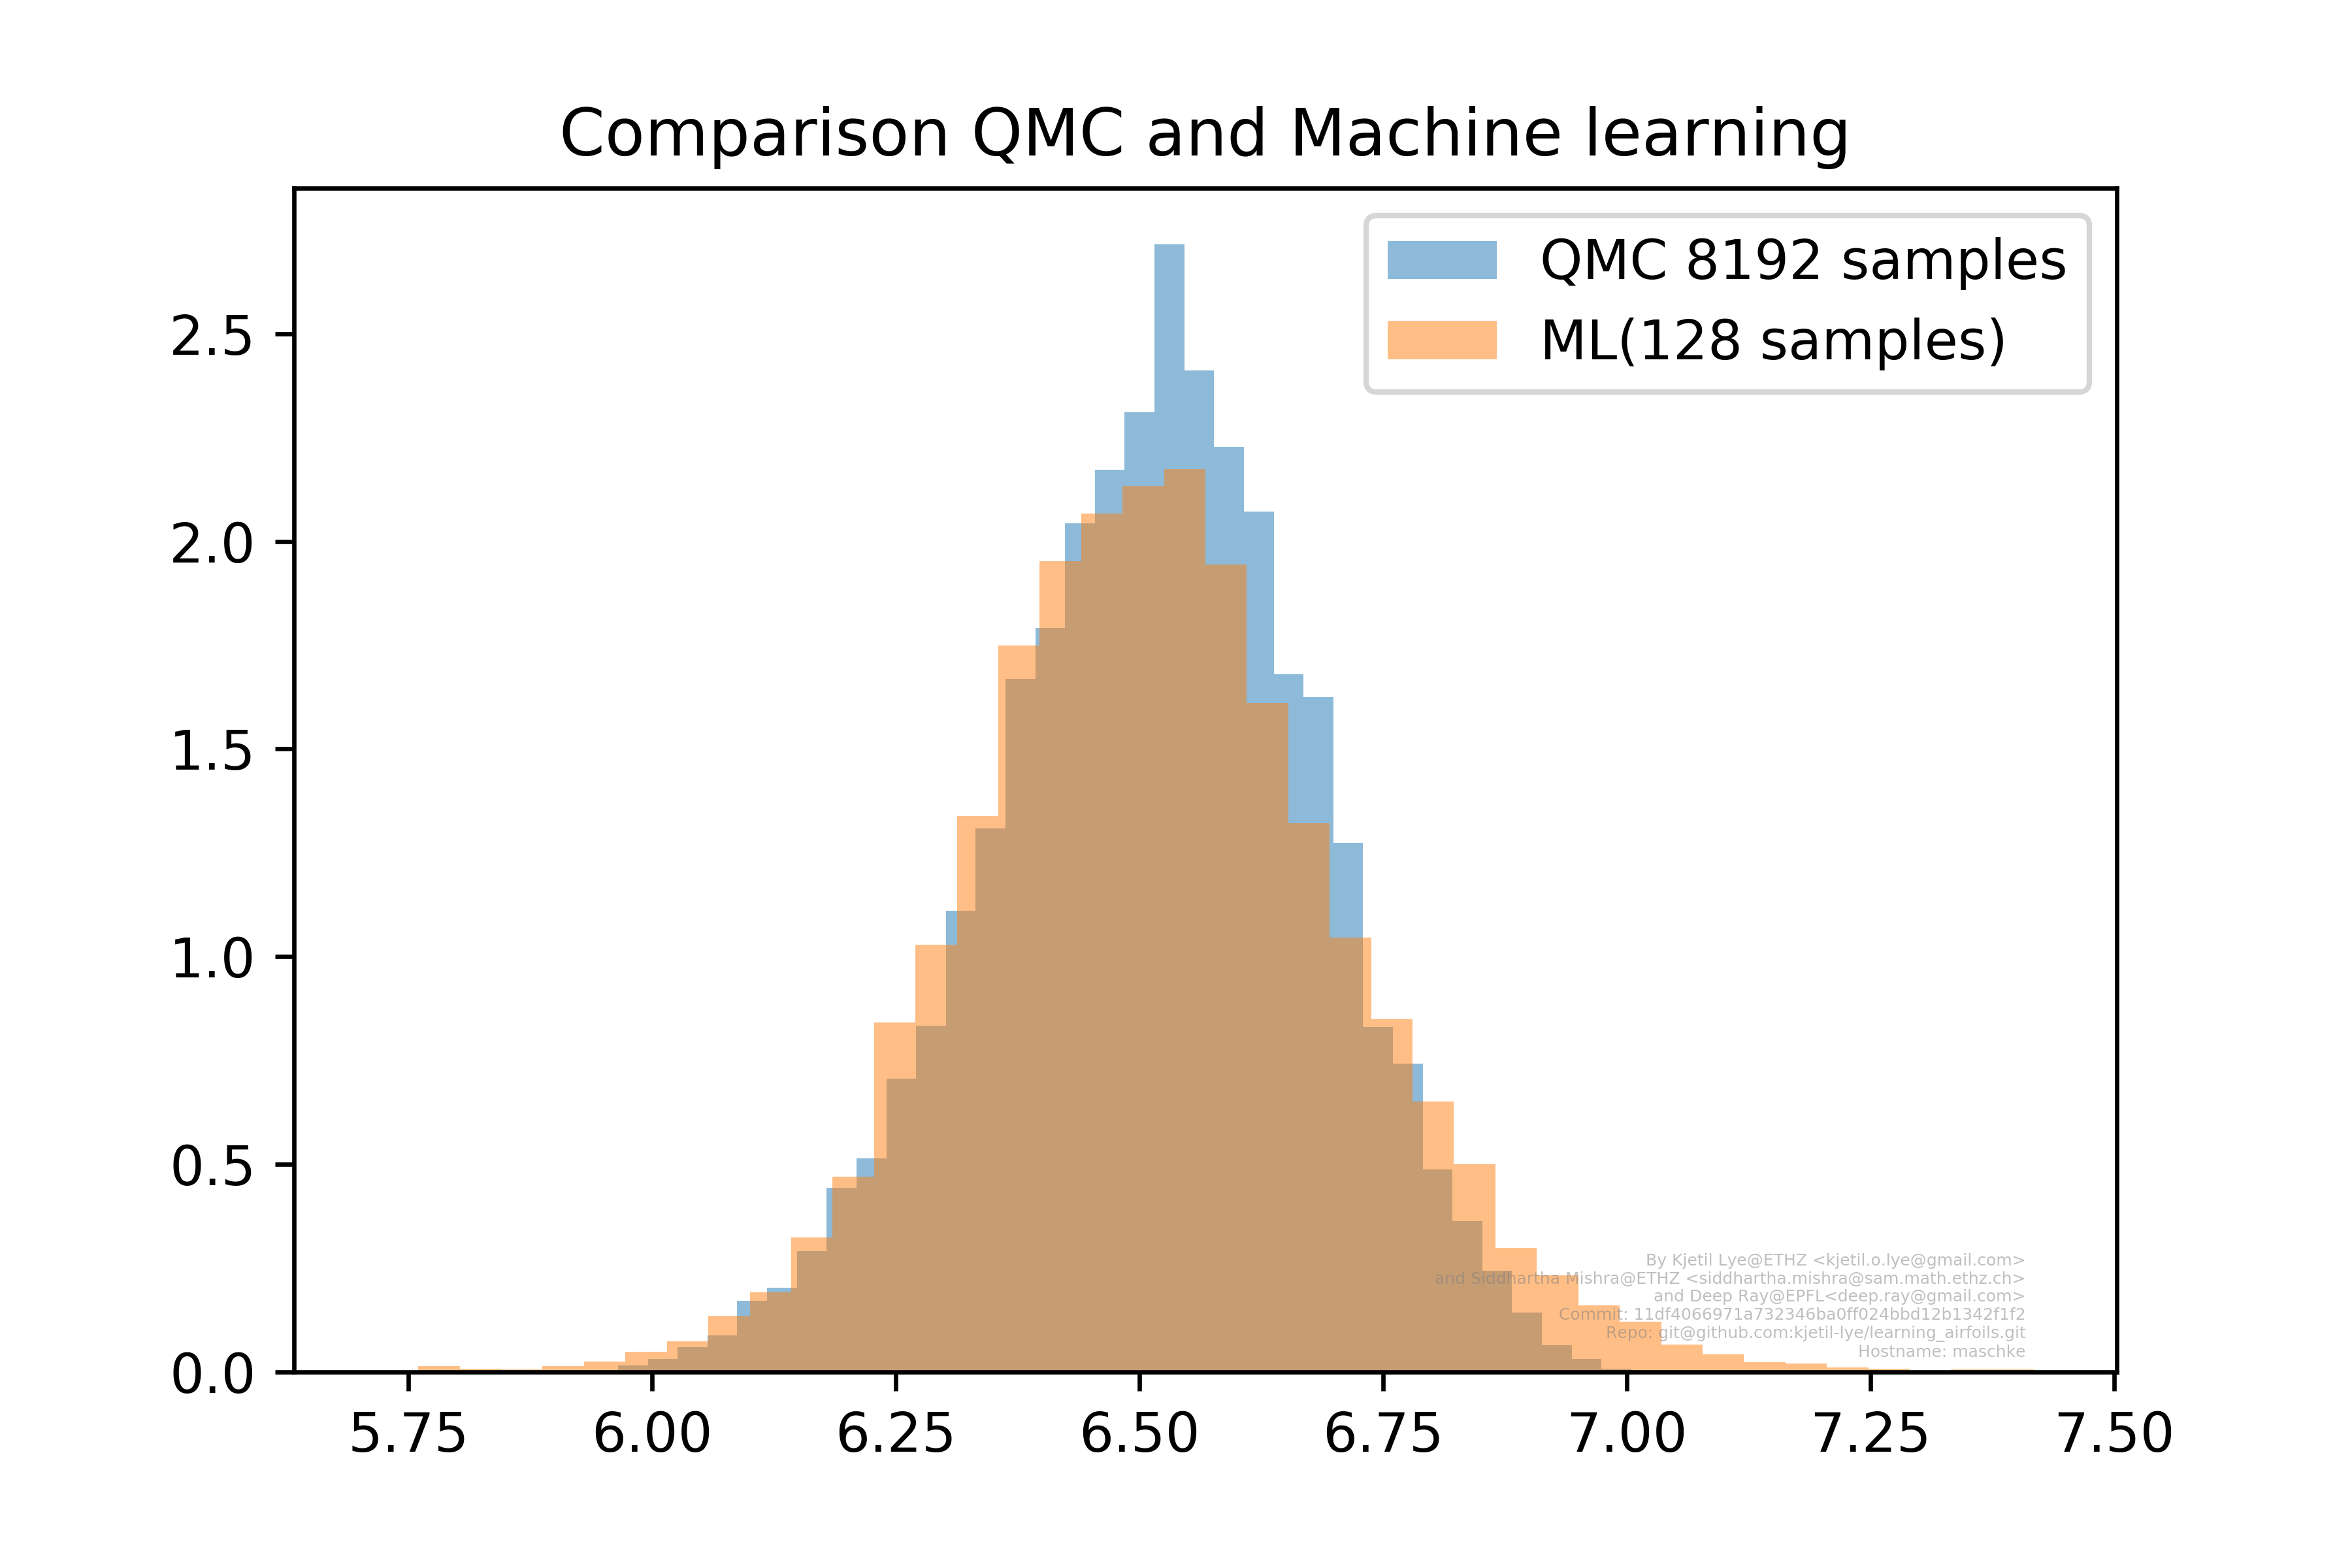 Comparison QMC and Machine learning
QMC 8192 samples
ML(128 samples)
2.5
2.0
1.5
1.0
0.5
0.0
5.75 6.00 6.25 6.50 6.75 7.00 7.25 7.50
By Kjetil Lye@ETHZ <kjetil.o.lye@gmail.com>
and Siddhartha Mishra@ETHZ <siddhartha.mishra@sam.math.ethz.ch>
and Deep Ray@EPFL<deep.ray@gmail.com>
Commit: 11df4066971a732346ba0ff024bbd12b1342f1f2
Repo: git@github.com:kjetil-lye/learning_airfoils.git
Hostname: maschke